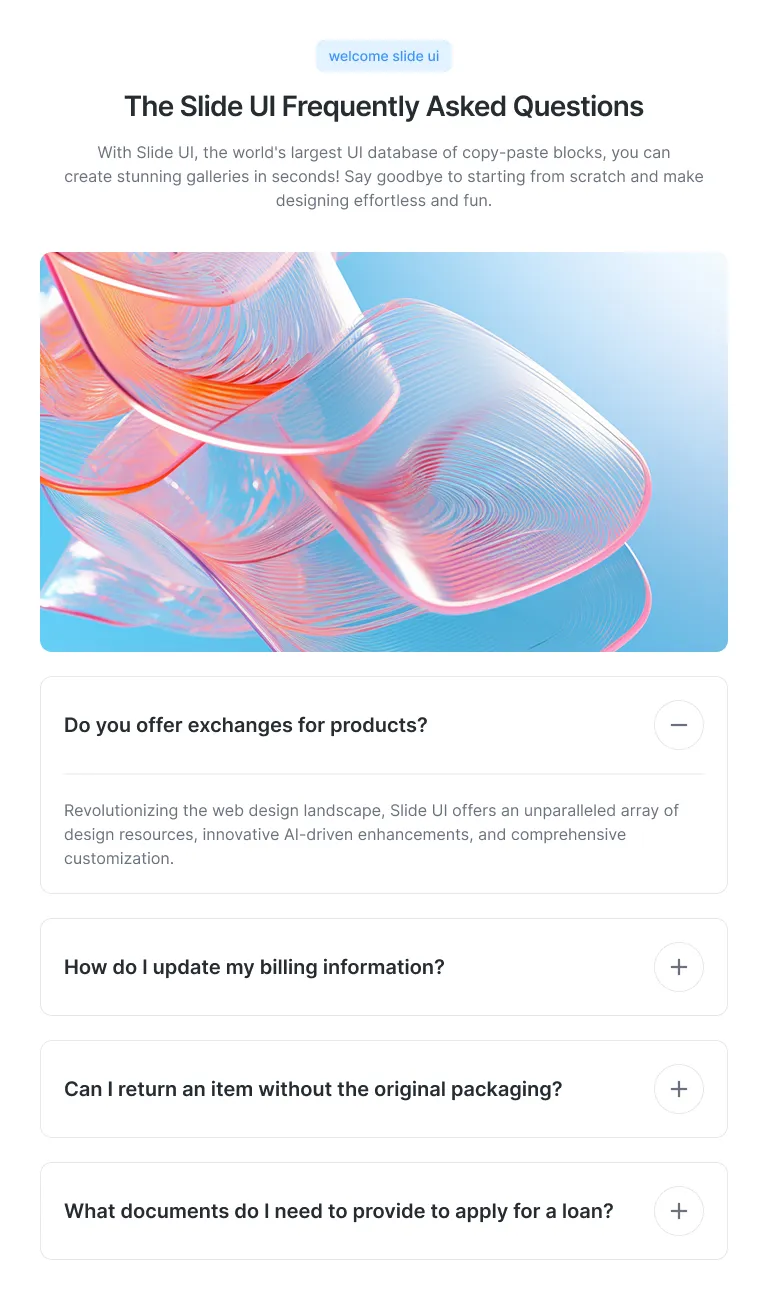 welcome slide ui
The Slide UI Frequently Asked Questions
With Slide UI, the world's largest UI database of copy-paste blocks, you can
create stunning galleries in seconds! Say goodbye to starting from scratch and make
designing effortless and fun.
Do you offer exchanges for products?
Revolutionizing the web design landscape, Slide UI offers an unparalleled array of
design resources, innovative AI-driven enhancements, and comprehensive
customization.
How do I update my billing information?
Can I return an item without the original packaging?
What documents do I need to provide to apply for a loan?